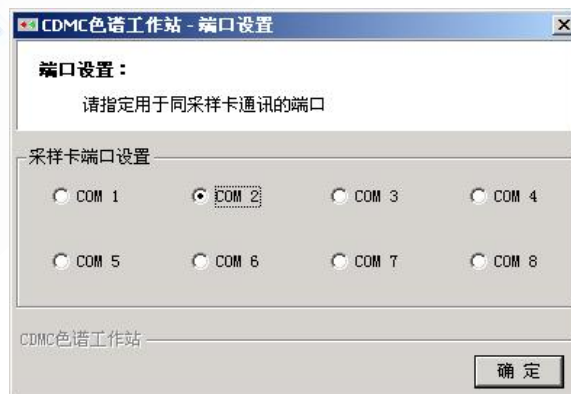 CDMC色谱工作站 - 端口设置
端口设置：
请指定用于同采样卡通讯的端口
采样卡端口设置
COM 1 COM 2 COM 3 COM 4
COM 5 COM 6 COM 7 COM 8
CDMC色谱工作站
确 定